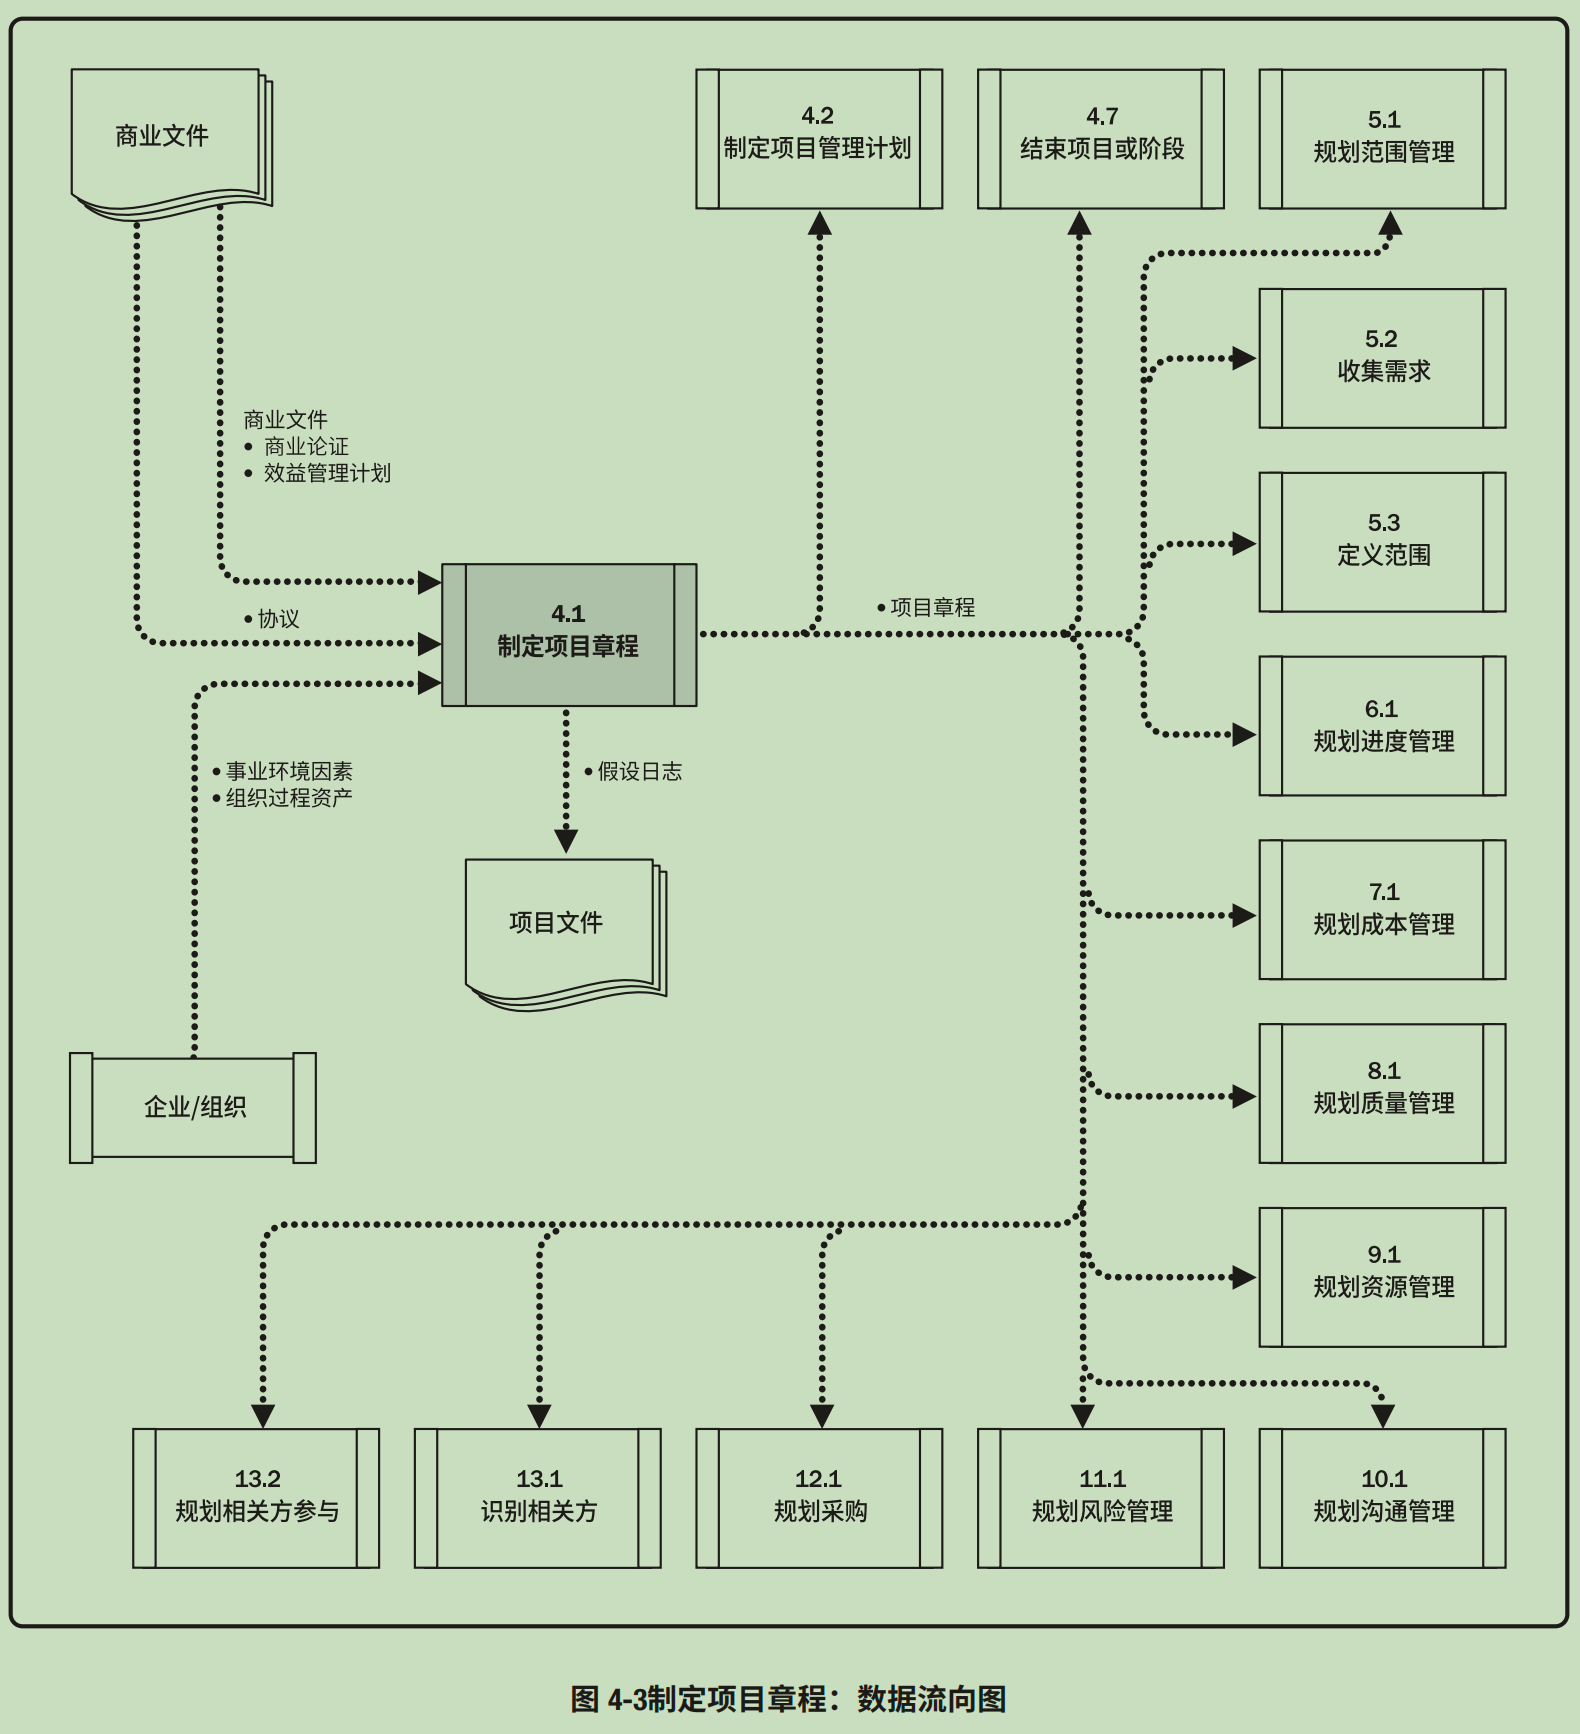 商业文件
4.2
制定项目管理计划
4.7
结束项目或阶段
5.1
规划范围管理
5.2
收集需求
商业文件
• 商业论证
• 效益管理计划
5.3
定义范围
• 协议
4.1
制定项目章程
• 项目章程
6.1
规划进度管理
• 事业环境因素
• 组织过程资产
• 假设日志
项目文件
7.1
规划成本管理
企业/组织
8.1
规划质量管理
9.1
规划资源管理
13.2
规划相关方参与
13.1
识别相关方
12.1
规划采购
11.1
规划风险管理
10.1
规划沟通管理
图 4-3制定项目章程：数据流向图